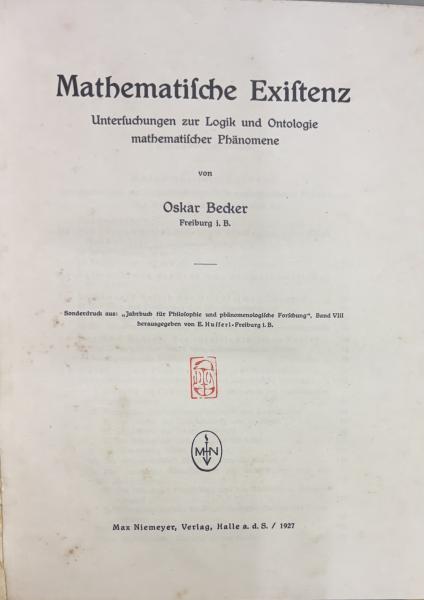 Mathematiſche Exiſtenz
Unterſuchungen zur Logik und Ontologie
mathematiſcher Phänomene
von
Oskar Becker
Freiburg i. B.
Sonderdruck aus: „Jahrbuch für Philoſophie und phänomenologiſche Forſchung“, Band VIII
herausgegeben von E. Huſſerl-Freiburg i. B.
M N
Max Niemeyer, Verlag, Halle a. d. S. / 1927